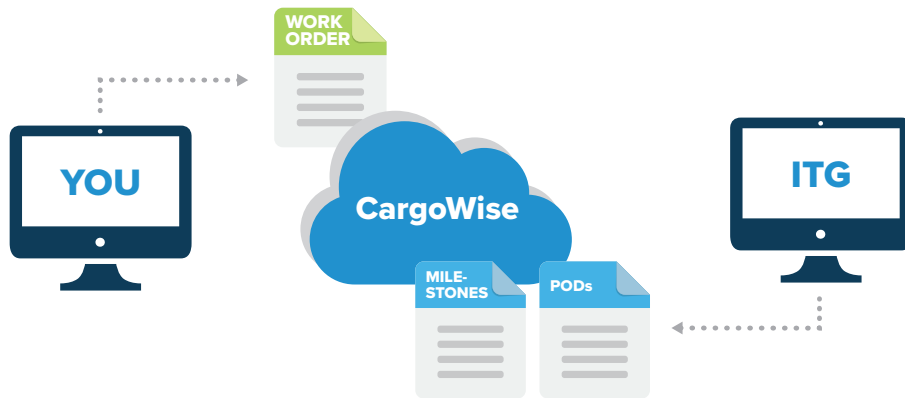 WORK
ORDER
YOU
CargoWise
ITG
MILE-
STONES
PODs